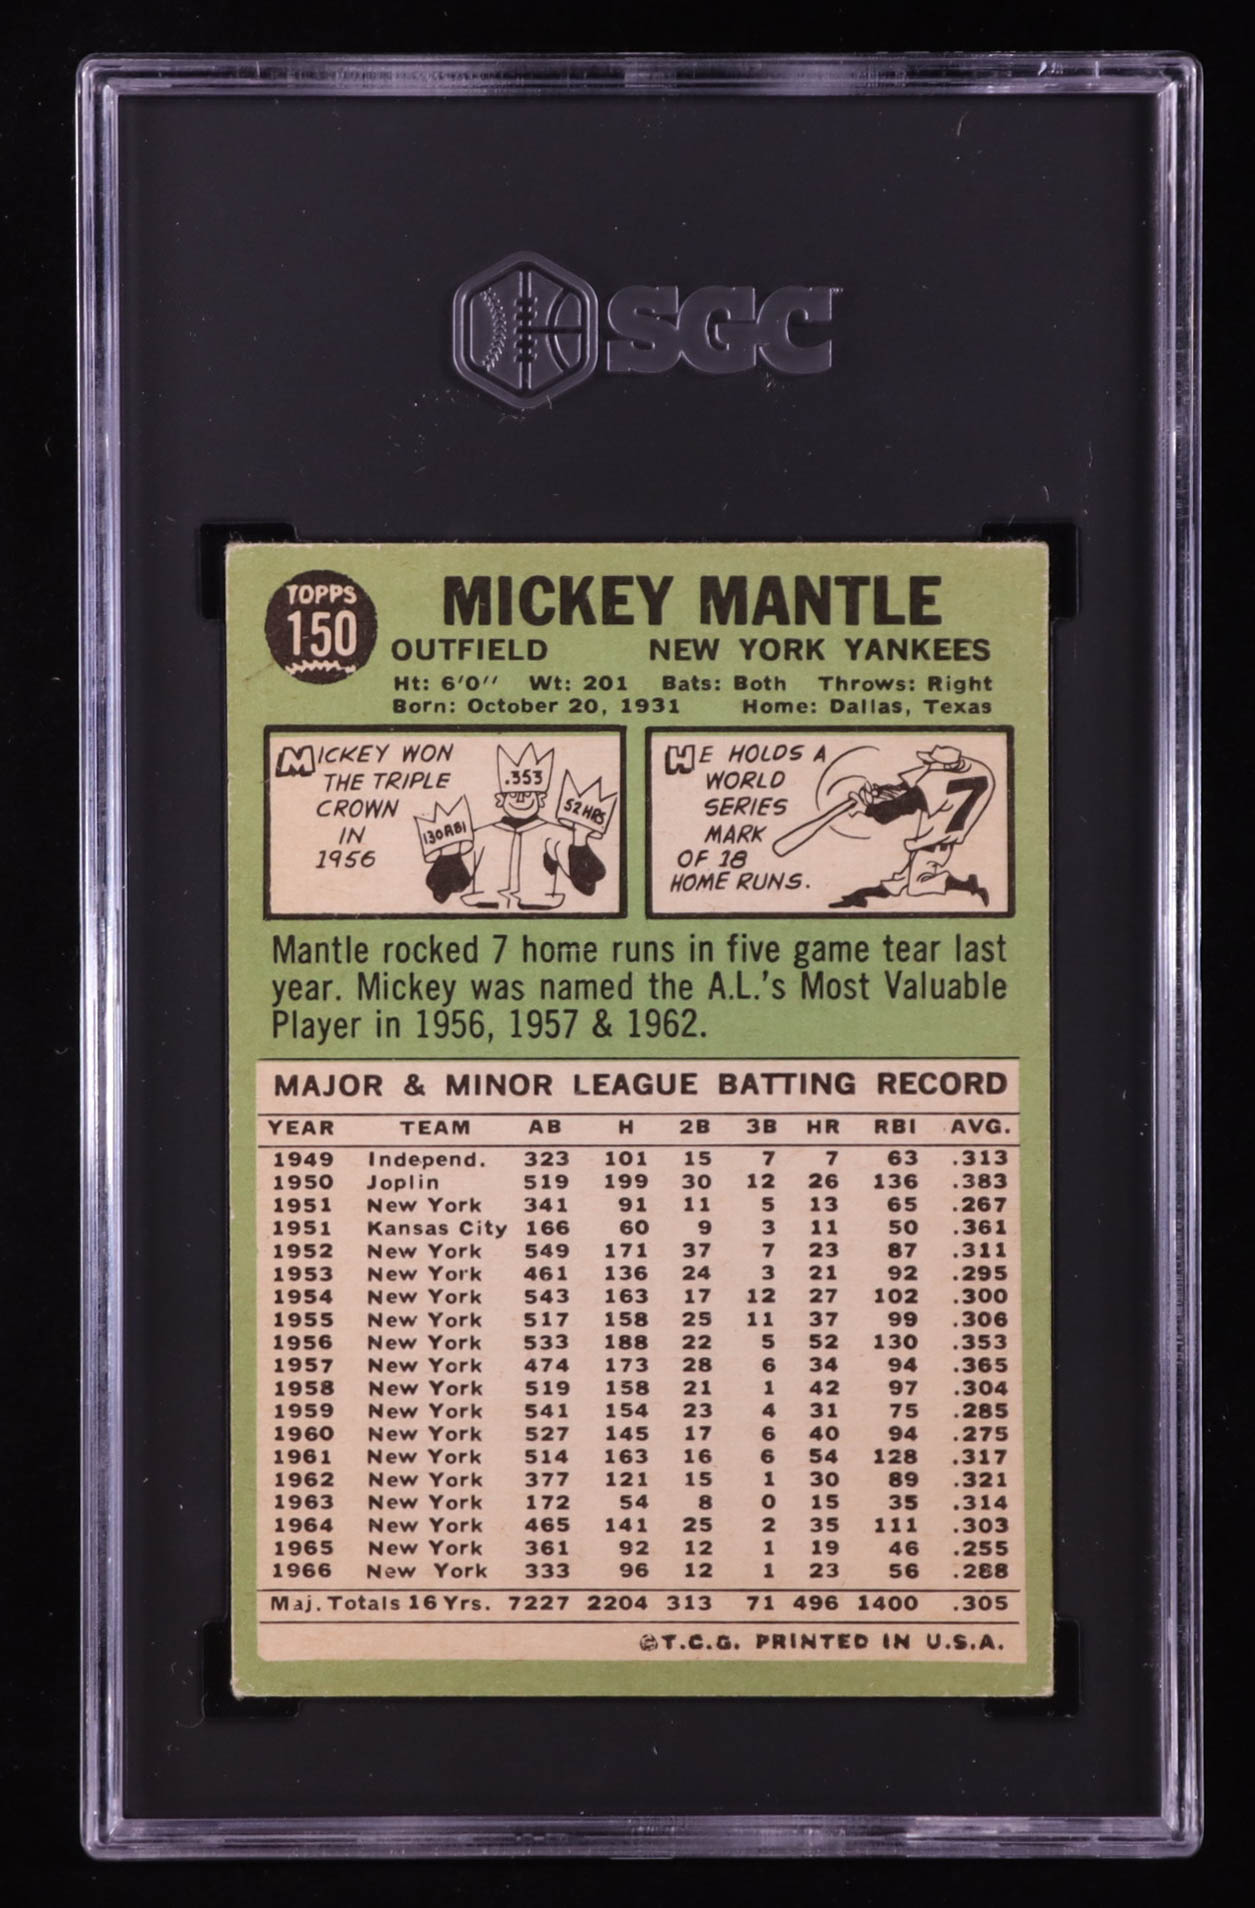 SGC
TOPPS
150
MICKEY MANTLE
OUTFIELD NEW YORK YANKEES
Ht: 6'0'' Wt: 201 Bats: Both Throws: Right
Born: October 20, 1931 Home: Dallas, Texas
MICKEY WON
THE TRIPLE
CROWN
IN
1956
.353
130 RBI
52 HRS
HE HOLDS A
WORLD
SERIES
MARK
OF 18
HOME RUNS.
7
Mantle rocked 7 home runs in five game tear last
year. Mickey was named the A.L.'s Most Valuable
Player in 1956, 1957 & 1962.
MAJOR & MINOR LEAGUE BATTING RECORD
YEAR TEAM AB H 2B 3B HR RBI AVG.
1949 Independ. 323 101 15 7 7 63 .313
1950 Joplin 519 199 30 12 26 136 .383
1951 New York 341 91 11 5 13 65 .267
1951 Kansas City 166 60 9 3 11 50 .361
1952 New York 549 171 37 7 23 87 .311
1953 New York 461 136 24 3 21 92 .295
1954 New York 543 163 17 12 27 102 .300
1955 New York 517 158 25 11 37 99 .306
1956 New York 533 188 22 5 52 130 .353
1957 New York 474 173 28 6 34 94 .365
1958 New York 519 158 21 1 42 97 .304
1959 New York 541 154 23 4 31 75 .285
1960 New York 527 145 17 6 40 94 .275
1961 New York 514 163 16 6 54 128 .317
1962 New York 377 121 15 1 30 89 .321
1963 New York 172 54 8 0 15 35 .314
1964 New York 465 141 25 2 35 111 .303
1965 New York 361 92 12 1 19 46 .255
1966 New York 333 96 12 1 23 56 .288
Maj. Totals 16 Yrs. 7227 2204 313 71 496 1400 .305
©T.C.G. PRINTED IN U.S.A.